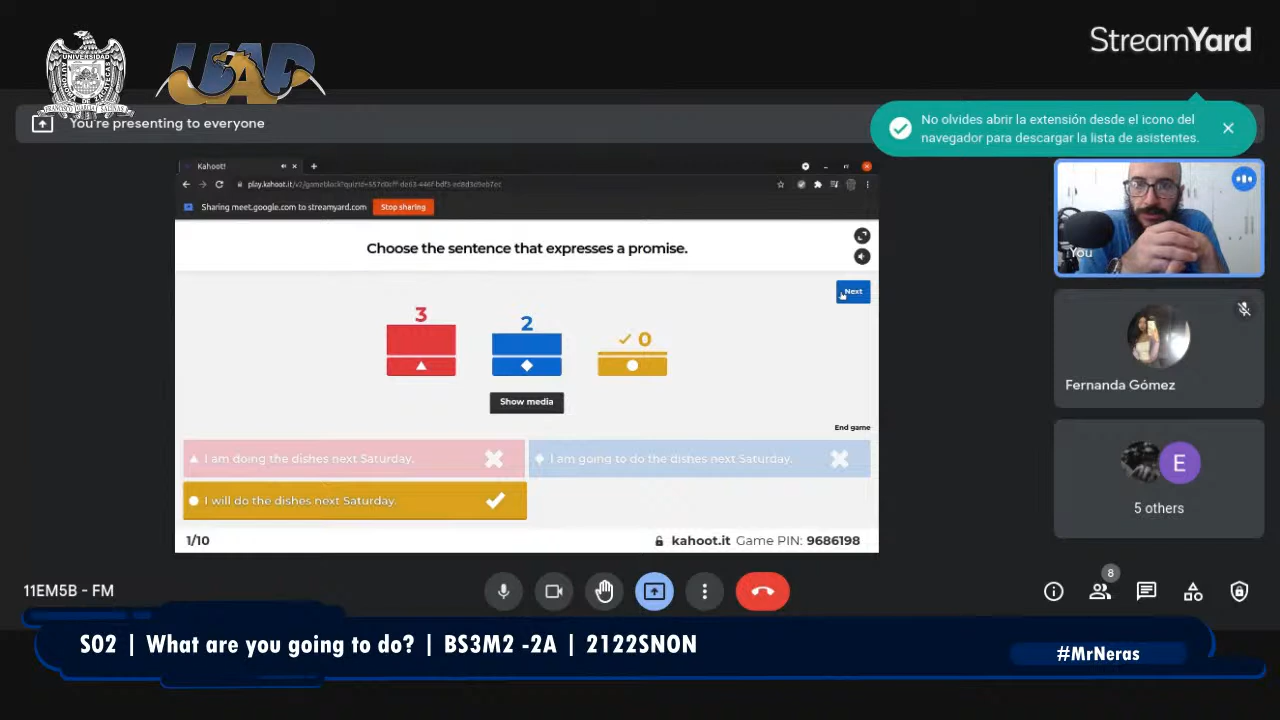 UNIVERSIDAD
UAP
StreamYard
You're presenting to everyone
No olvides abrir la extensión desde el icono del
navegador para descargar la lista de asistentes.
Kahoot!
Sharing meet.google.com to streamyard.com
Stop sharing
Choose the sentence that expresses a promise.
Next
3
2
0
Show media
End game
I am doing the dishes next Saturday.
I am going to do the dishes next Saturday.
I will do the dishes next Saturday.
1/10
kahoot.it Game PIN: 9686198
You
Fernanda Gómez
E
5 others
11EM5B - FM
8
S02 | What are you going to do? | BS3M2 -2A | 2122SNON
#MrNeras